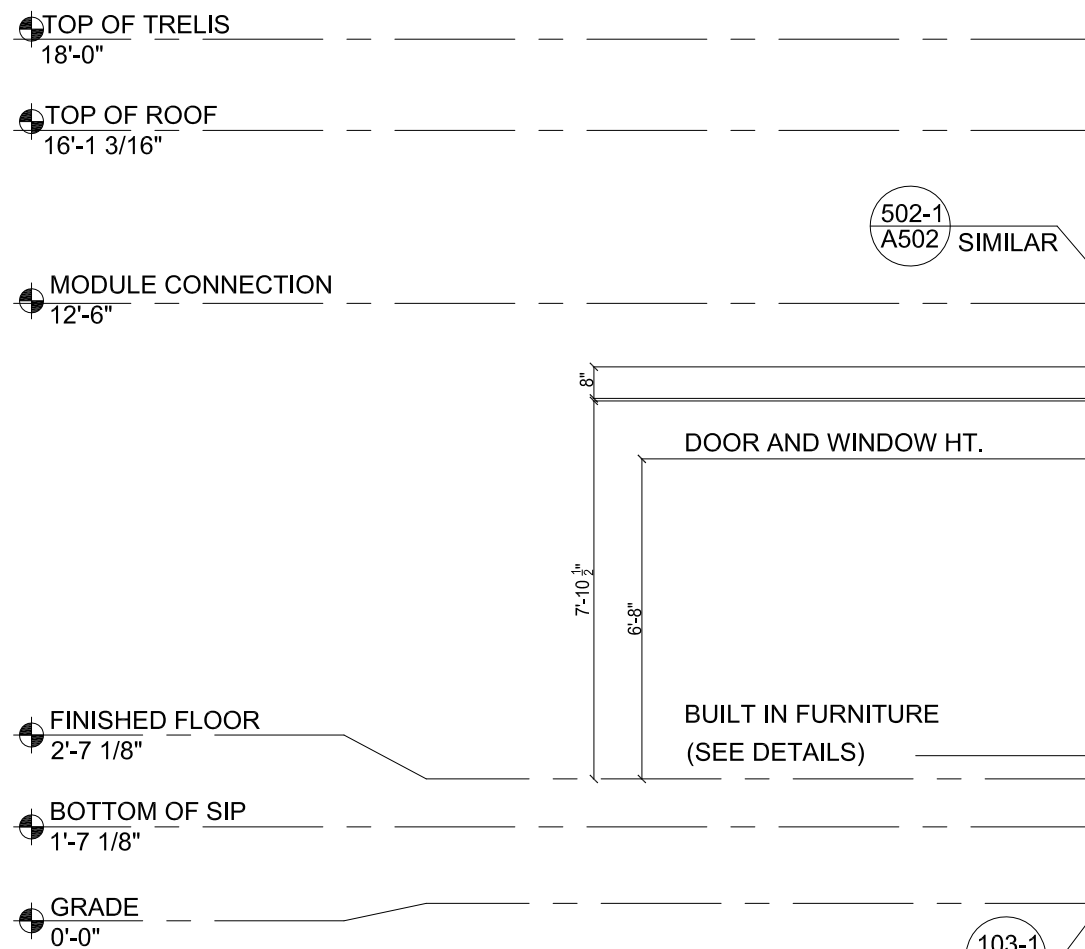 TOP OF TRELIS
18'-0"
TOP OF ROOF
16'-1 3/16"
502-1
A502
SIMILAR
MODULE CONNECTION
12'-6"
8"
DOOR AND WINDOW HT.
7'-10 1/2"
6'-8"
FINISHED FLOOR
2'-7 1/8"
BUILT IN FURNITURE
(SEE DETAILS)
BOTTOM OF SIP
1'-7 1/8"
GRADE
0'-0"
103-1